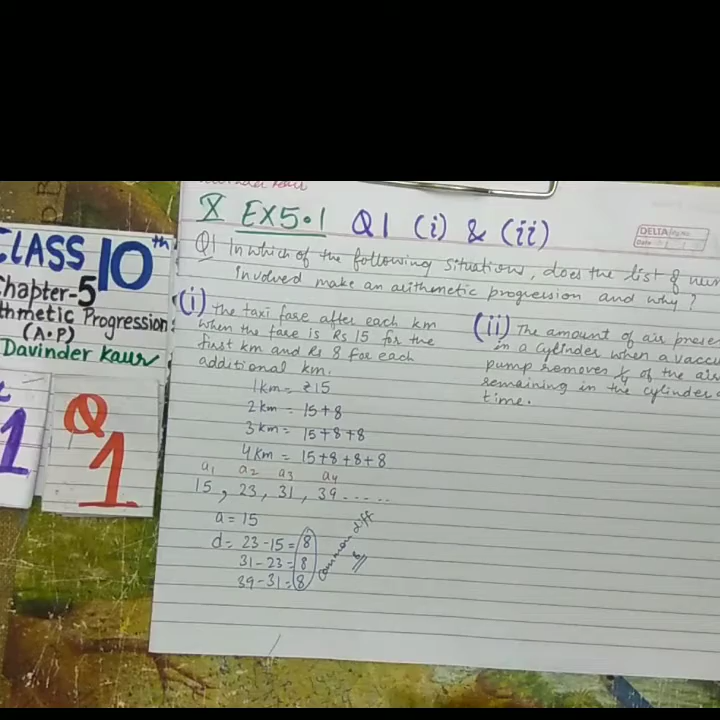 CLASS 10th
Chapter-5
thmetic Progression
(A.P)
Davinder Kaur
Q
1
1
X EX5.1 Q1 (i) & (ii)
DELTA
Date
Q1 In which of the following situations, does the list of num
Involved make an arithmetic progression and why?
(i) The taxi fare after each km
when the fare is Rs 15 for the
first km and Rs 8 for each
additional km.
1km = ₹15
2km = 15+8
3km = 15+8+8
4km = 15+8+8+8
a1 a2 a3 a4
15, 23, 31, 39.....
a = 15
d = 23-15=8
31-23=8
39-31=8
Common diff
(ii) The amount of air presen
in a cylinder when a vaccu
pump removes 1/4 of the air
remaining in the cylinder a
time.